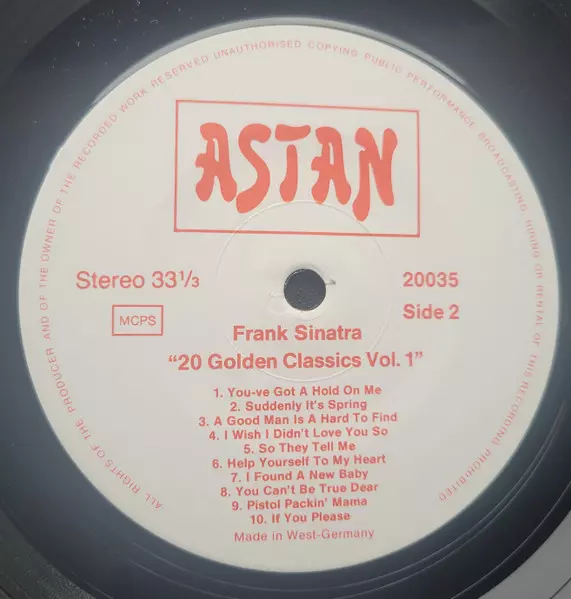 ALL RIGHTS OF THE PRODUCER AND OF THE OWNER OF THE RECORDED WORK RESERVED UNAUTHORISED COPYING PUBLIC PERFORMANCE BROADCASTING HIRING OR RENTAL OF THIS RECORDING PROHIBITED
ASTAN
Stereo 33 1/3
20035
MCPS
Side 2
Frank Sinatra
"20 Golden Classics Vol. 1"
1. You-ve Got A Hold On Me
2. Suddenly it's Spring
3. A Good Man Is A Hard To Find
4. I Wish I Didn't Love You So
5. So They Tell Me
6. Help Yourself To My Heart
7. I Found A New Baby
8. You Can't Be True Dear
9. Pistol Packin' Mama
10. If You Please
Made in West-Germany